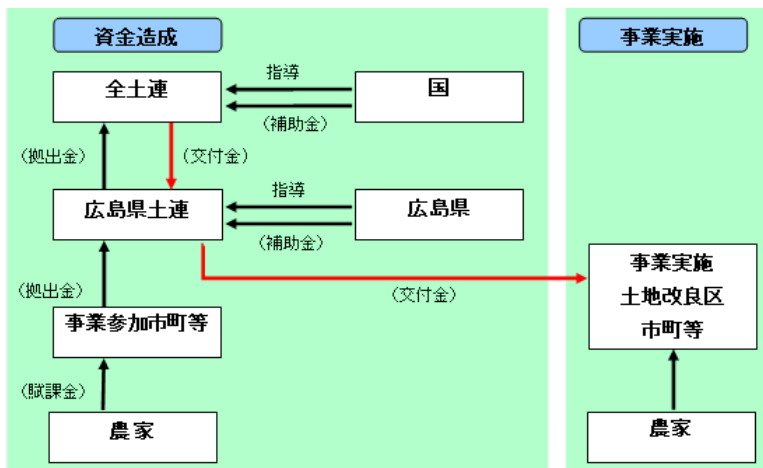 資金造成
事業実施
全土連
指導
国
(補助金)
(拠出金)
(交付金)
広島県土連
指導
広島県
(補助金)
(拠出金)
(交付金)
事業実施
土地改良区
市町等
事業参加市町等
(賦課金)
農家
農家